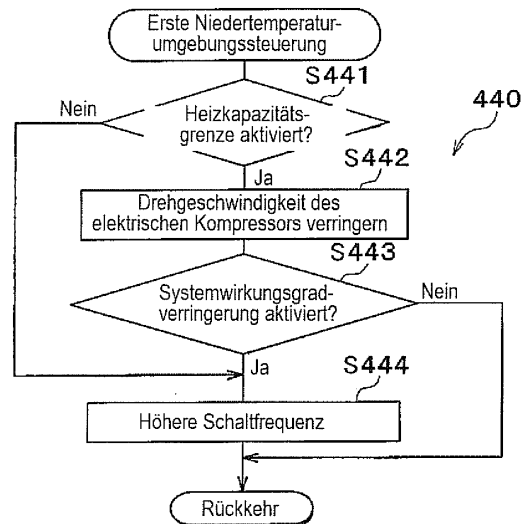 Erste Niedertemperatur-
umgebungssteuerung
S441
Nein
Heizkapazitäts-
grenze aktiviert?
440
Ja
S442
Drehgeschwindigkeit des
elektrischen Kompressors verringern
S443
Systemwirkungsgrad-
verringerung aktiviert?
Nein
Ja
S444
Höhere Schaltfrequenz
Rückkehr